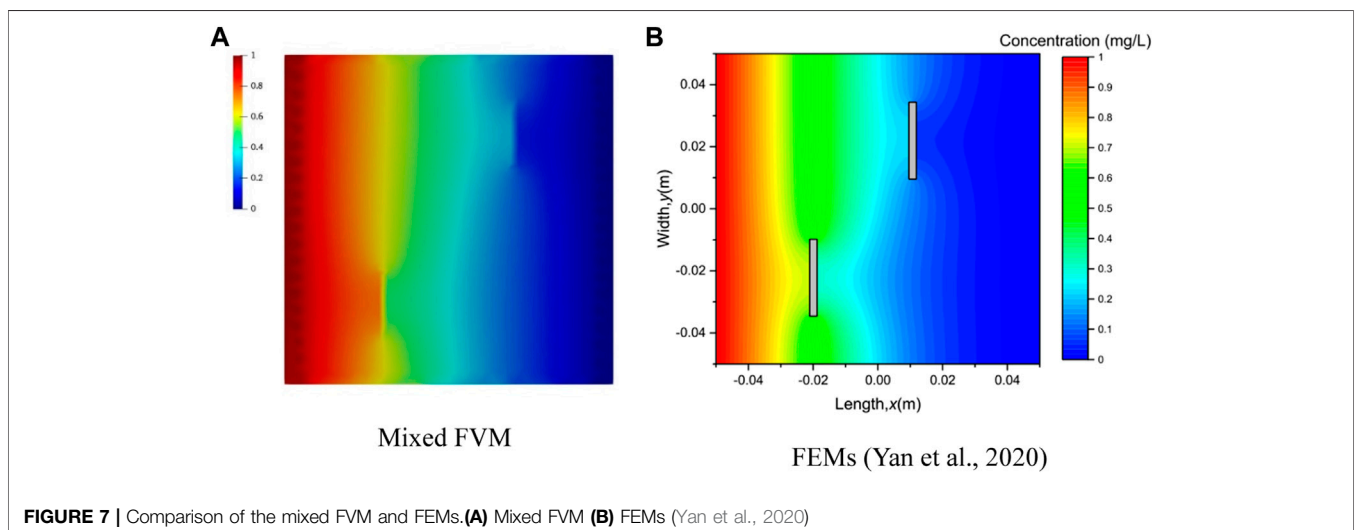 A
1
0.8
0.6
0.4
0.2
0
Mixed FVM
B
Concentration (mg/L)
1
0.9
0.8
0.7
0.6
0.5
0.4
0.3
0.2
0.1
0
0.04
0.02
0.00
-0.02
-0.04
Width,y(m)
-0.04 -0.02 0.00 0.02 0.04
Length,x(m)
FEMs (Yan et al., 2020)
FIGURE 7 | Comparison of the mixed FVM and FEMs.(A) Mixed FVM (B) FEMs (Yan et al., 2020)